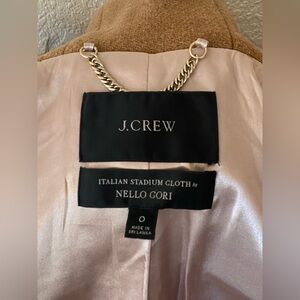 J.CREW
ITALIAN STADIUM CLOTH by
NELLO GORI
0
MADE IN
SRI LANKA